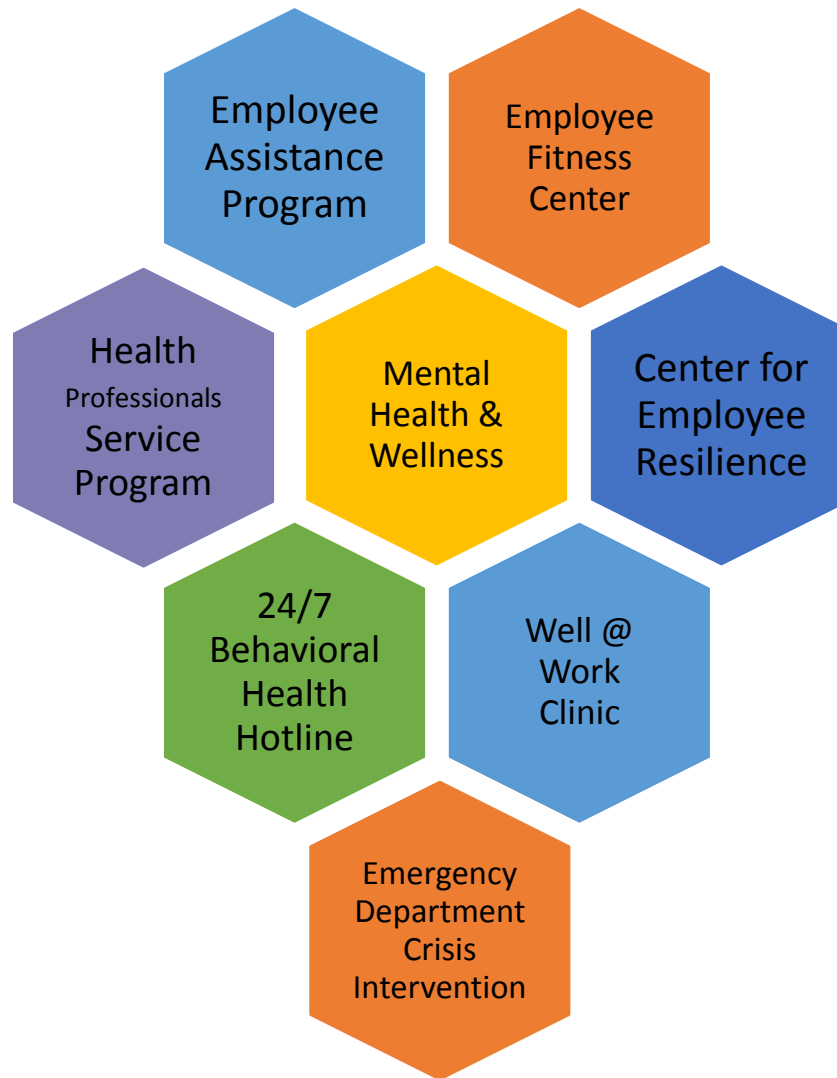 Employee
Assistance
Program
Employee
Fitness
Center
Health
Professionals
Service
Program
Mental
Health &
Wellness
Center for
Employee
Resilience
24/7
Behavioral
Health
Hotline
Well @
Work
Clinic
Emergency
Department
Crisis
Intervention